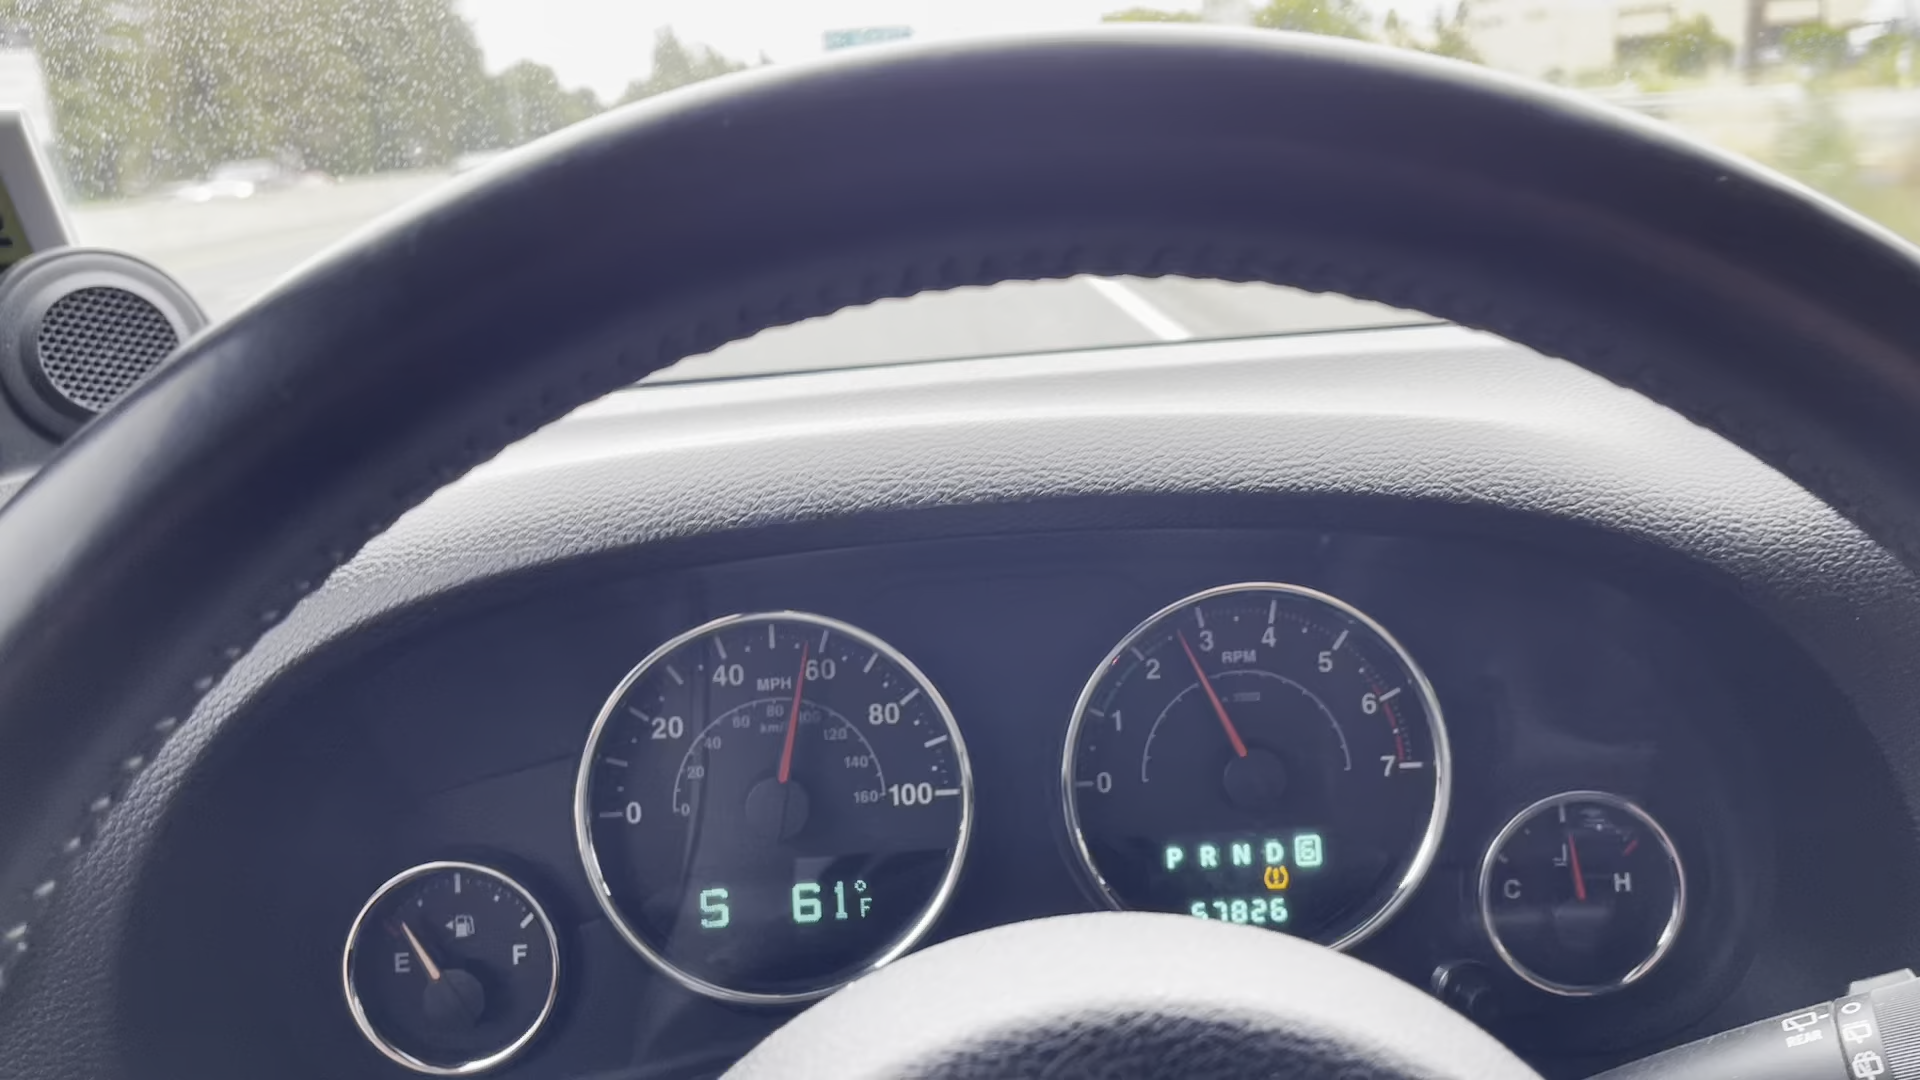 0 20 40 60 80 100
MPH
0 20 40 60 80 100 120 140 160
km/h
S 61°F
0 1 2 3 4 5 6 7
RPM
P R N D 6
57826
E F
C H
REAR